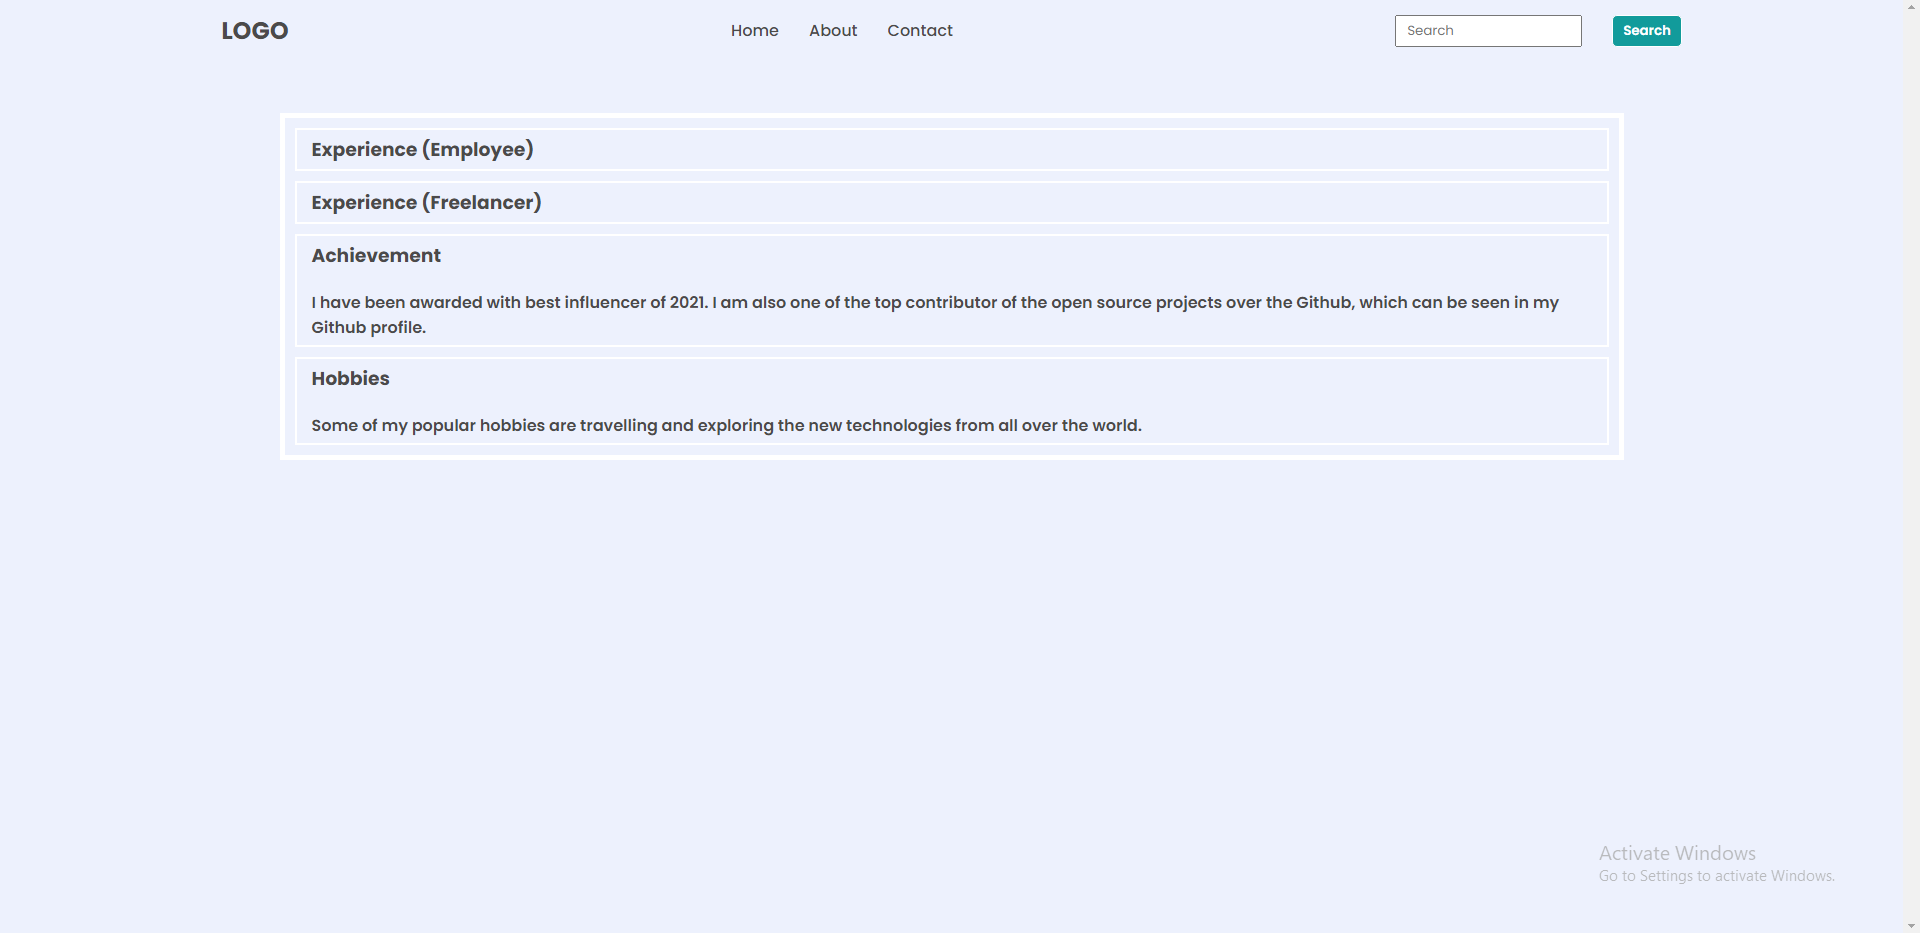 LOGO
Home About Contact
Search
Search
Experience (Employee)
Experience (Freelancer)
Achievement
I have been awarded with best influencer of 2021. I am also one of the top contributor of the open source projects over the Github, which can be seen in my
Github profile.
Hobbies
Some of my popular hobbies are travelling and exploring the new technologies from all over the world.
Activate Windows
Go to Settings to activate Windows.